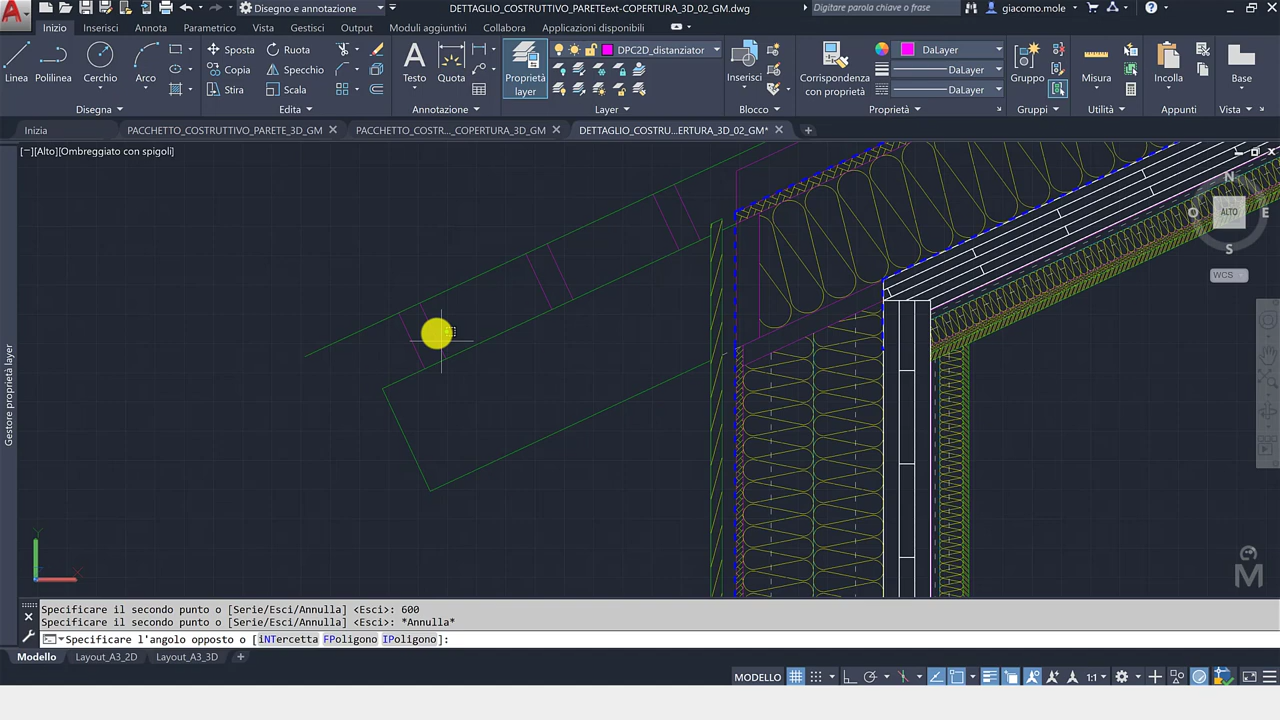 Disegno e annotazione
DETTAGLIO_COSTRUTTIVO_PARETEext-COPERTURA_3D_02_GM.dwg
Digitare parola chiave o frase
giacomo.mole
Inizio
Inserisci
Annota
Parametrico
Vista
Gestisci
Output
Moduli aggiuntivi
Collabora
Applicazioni disponibili
Linea
Polilinea
Cerchio
Arco
Sposta
Ruota
Copia
Specchio
Stira
Scala
Testo
Quota
Proprietà
layer
DPC2D_distanziator
Inserisci
Corrispondenza
con proprietà
DaLayer
DaLayer
DaLayer
Gruppo
Misura
Incolla
Base
Disegna
Edita
Annotazione
Layer
Blocco
Proprietà
Gruppi
Utilità
Appunti
Vista
Inizia
PACCHETTO_COSTRUTTIVO_PARETE_3D_GM
PACCHETTO_COSTR..._COPERTURA_3D_GM
DETTAGLIO_COSTRU...ERTURA_3D_02_GM*
[−][Alto][Ombreggiato con spigoli]
N
O
ALTO
E
S
WCS
Gestore proprietà layer
Y
X
M
Specificare il secondo punto o [Serie/Esci/Annulla] <Esci>: 600
Specificare il secondo punto o [Serie/Esci/Annulla] <Esci>: *Annulla*
Specificare l'angolo opposto o [iNTercetta FPoligono IPoligono]:
Modello
Layout_A3_2D
Layout_A3_3D
MODELLO
1:1